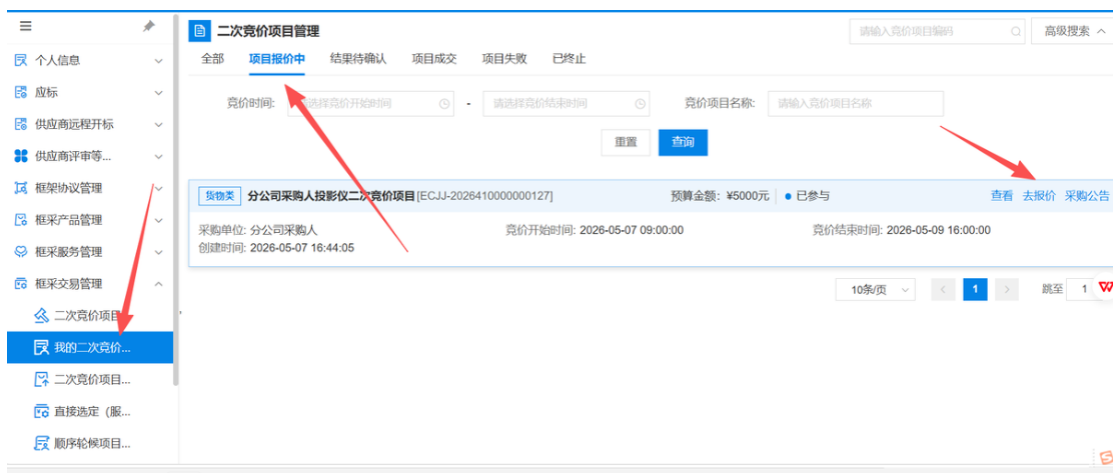 二次竞价项目管理
请输入竞价项目编码
高级搜索
个人信息
全部 项目报价中 结果待确认 项目成交 项目失败 已终止
应标
竞价时间: 选择竞价开始时间 - 请选择竞价结束时间 竞价项目名称: 请输入竞价项目名称
供应商远程开标
重置 查询
供应商评审等...
框架协议管理
货物类 分公司采购人投影仪二次竞价项目[ECJJ-2026410000000127] 预算金额: ¥5000元 已参与 查看 去报价 采购公告
框采产品管理
采购单位: 分公司采购人 竞价开始时间: 2026-05-07 09:00:00 竞价结束时间: 2026-05-09 16:00:00
创建时间: 2026-05-07 16:44:05
框采服务管理
框采交易管理
10条/页 < 1 > 跳至 1
二次竞价项目
我的二次竞价...
二次竞价项目...
直接选定（服...
顺序轮候项目...